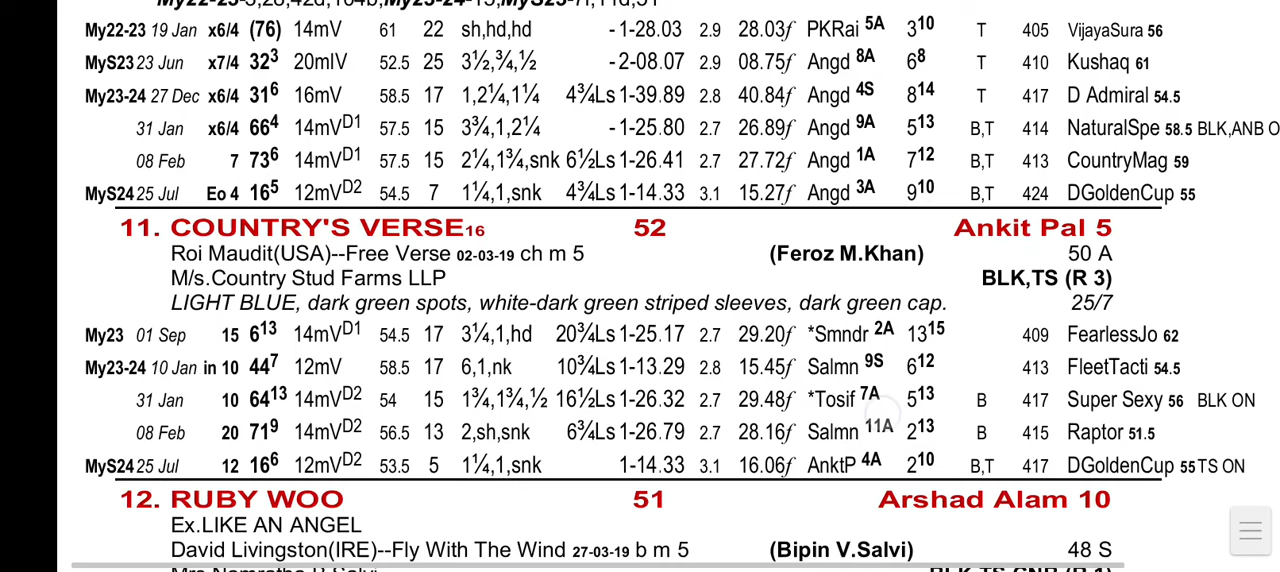 My22-23 19 Jan x6/4 (76) 14mV 61 22 sh,hd,hd - 1-28.03 2.9 28.03f PKRai 5A 3 10 T 405 VijayaSura 56
MyS23 23 Jun x7/4 32 3 20mIV 52.5 25 3½,¾,½ - 2-08.07 2.9 08.75f Angd 8A 6 8 T 410 Kushaq 61
My23-24 27 Dec x6/4 31 6 16mV 58.5 17 1,2¼,1¼ 4¾Ls 1-39.89 2.8 40.84f Angd 4S 8 14 T 417 D Admiral 54.5
31 Jan x6/4 66 4 14mV D1 57.5 15 3¾,1,2¼ - 1-25.80 2.7 26.89f Angd 9A 5 13 B,T 414 NaturalSpe 58.5 BLK,ANB O
08 Feb 7 73 6 14mV D1 57.5 15 2¼,1¾,snk 6½Ls 1-26.41 2.7 27.72f Angd 1A 7 12 B,T 413 CountryMag 59
MyS24 25 Jul Eo 4 16 5 12mV D2 54.5 7 1¼,1,snk 4¾Ls 1-14.33 3.1 15.27f Angd 3A 9 10 B,T 424 DGoldenCup 55
11. COUNTRY'S VERSE 16 52 Ankit Pal 5
Roi Maudit(USA)--Free Verse 02-03-19 ch m 5 (Feroz M.Khan) 50 A
M/s.Country Stud Farms LLP BLK,TS (R 3)
LIGHT BLUE, dark green spots, white-dark green striped sleeves, dark green cap. 25/7
My23 01 Sep 15 6 13 14mV D1 54.5 17 3¼,1,hd 20¾Ls 1-25.17 2.7 29.20f *Smndr 2A 13 15 409 FearlessJo 62
My23-24 10 Jan in 10 44 7 12mV 58.5 17 6,1,nk 10¾Ls 1-13.29 2.8 15.45f Salmn 9S 6 12 413 FleetTacti 54.5
31 Jan 10 64 13 14mV D2 54 15 1¾,1¾,½ 16½Ls 1-26.32 2.7 29.48f *Tosif 7A 5 13 B 417 Super Sexy 56 BLK ON
08 Feb 20 71 9 14mV D2 56.5 13 2,sh,snk 6¾Ls 1-26.79 2.7 28.16f Salmn 11A 2 13 B 415 Raptor 51.5
MyS24 25 Jul 12 16 6 12mV D2 53.5 5 1¼,1,snk 1-14.33 3.1 16.06f AnktP 4A 2 10 B,T 417 DGoldenCup 55 TS ON
12. RUBY WOO 51 Arshad Alam 10
Ex.LIKE AN ANGEL
David Livingston(IRE)--Fly With The Wind 27-03-19 b m 5 (Bipin V.Salvi) 48 S